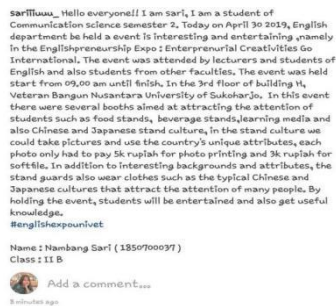 sariiiuuu_ Hello everyone!! I am sari, I am a student of
Communication science semester 2. Today on April 30 2019, English
department be held a event is interesting and entertaining ,namely
in the Englishpreneurship Expo : Enterprenurial Creativities Go
International. The event was attended by lecturers and students of
English and also students from other faculties. The event was held
start from 09,00 am until finish. In the 3rd floor of building H,
Veteran Bangun Nusantara University of Sukoharjo. In this event
there were several booths aimed at attracting the attention of
students such as food stands, beverage stands,learning media and
also Chinese and Japanese stand culture, in the stand culture we
could take pictures and use the country's unique attributes, each
photo only had to pay 5k rupiah for photo printing and 3k rupiah for
softfile. In addition to interesting backgrounds and attributes, the
stand guards also wear clothes such as the typical Chinese and
Japanese cultures that attract the attention of many people. By
holding the event, students will be entertained and also get useful
knowledge.
#englishexpounivet
Name : Nambang Sari ( 1850700037 )
Class : II B
Add a comment...
8 minutes ago